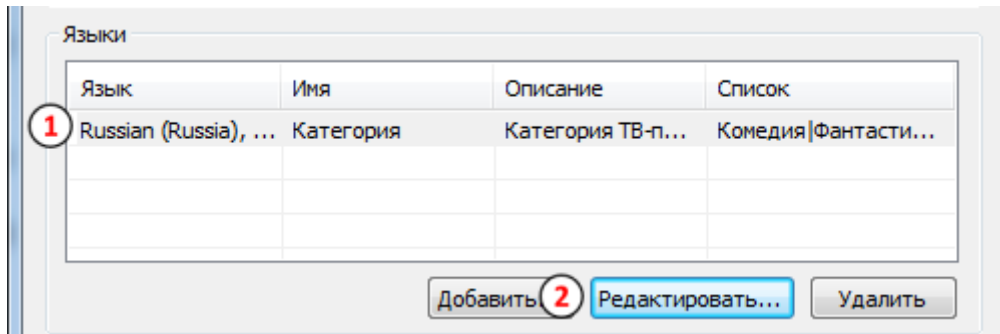 Языки
Язык Имя Описание Список
1 Russian (Russia), ... Категория Категория ТВ-п... Комедия|Фантасти...
Добавить. 2 Редактировать... Удалить